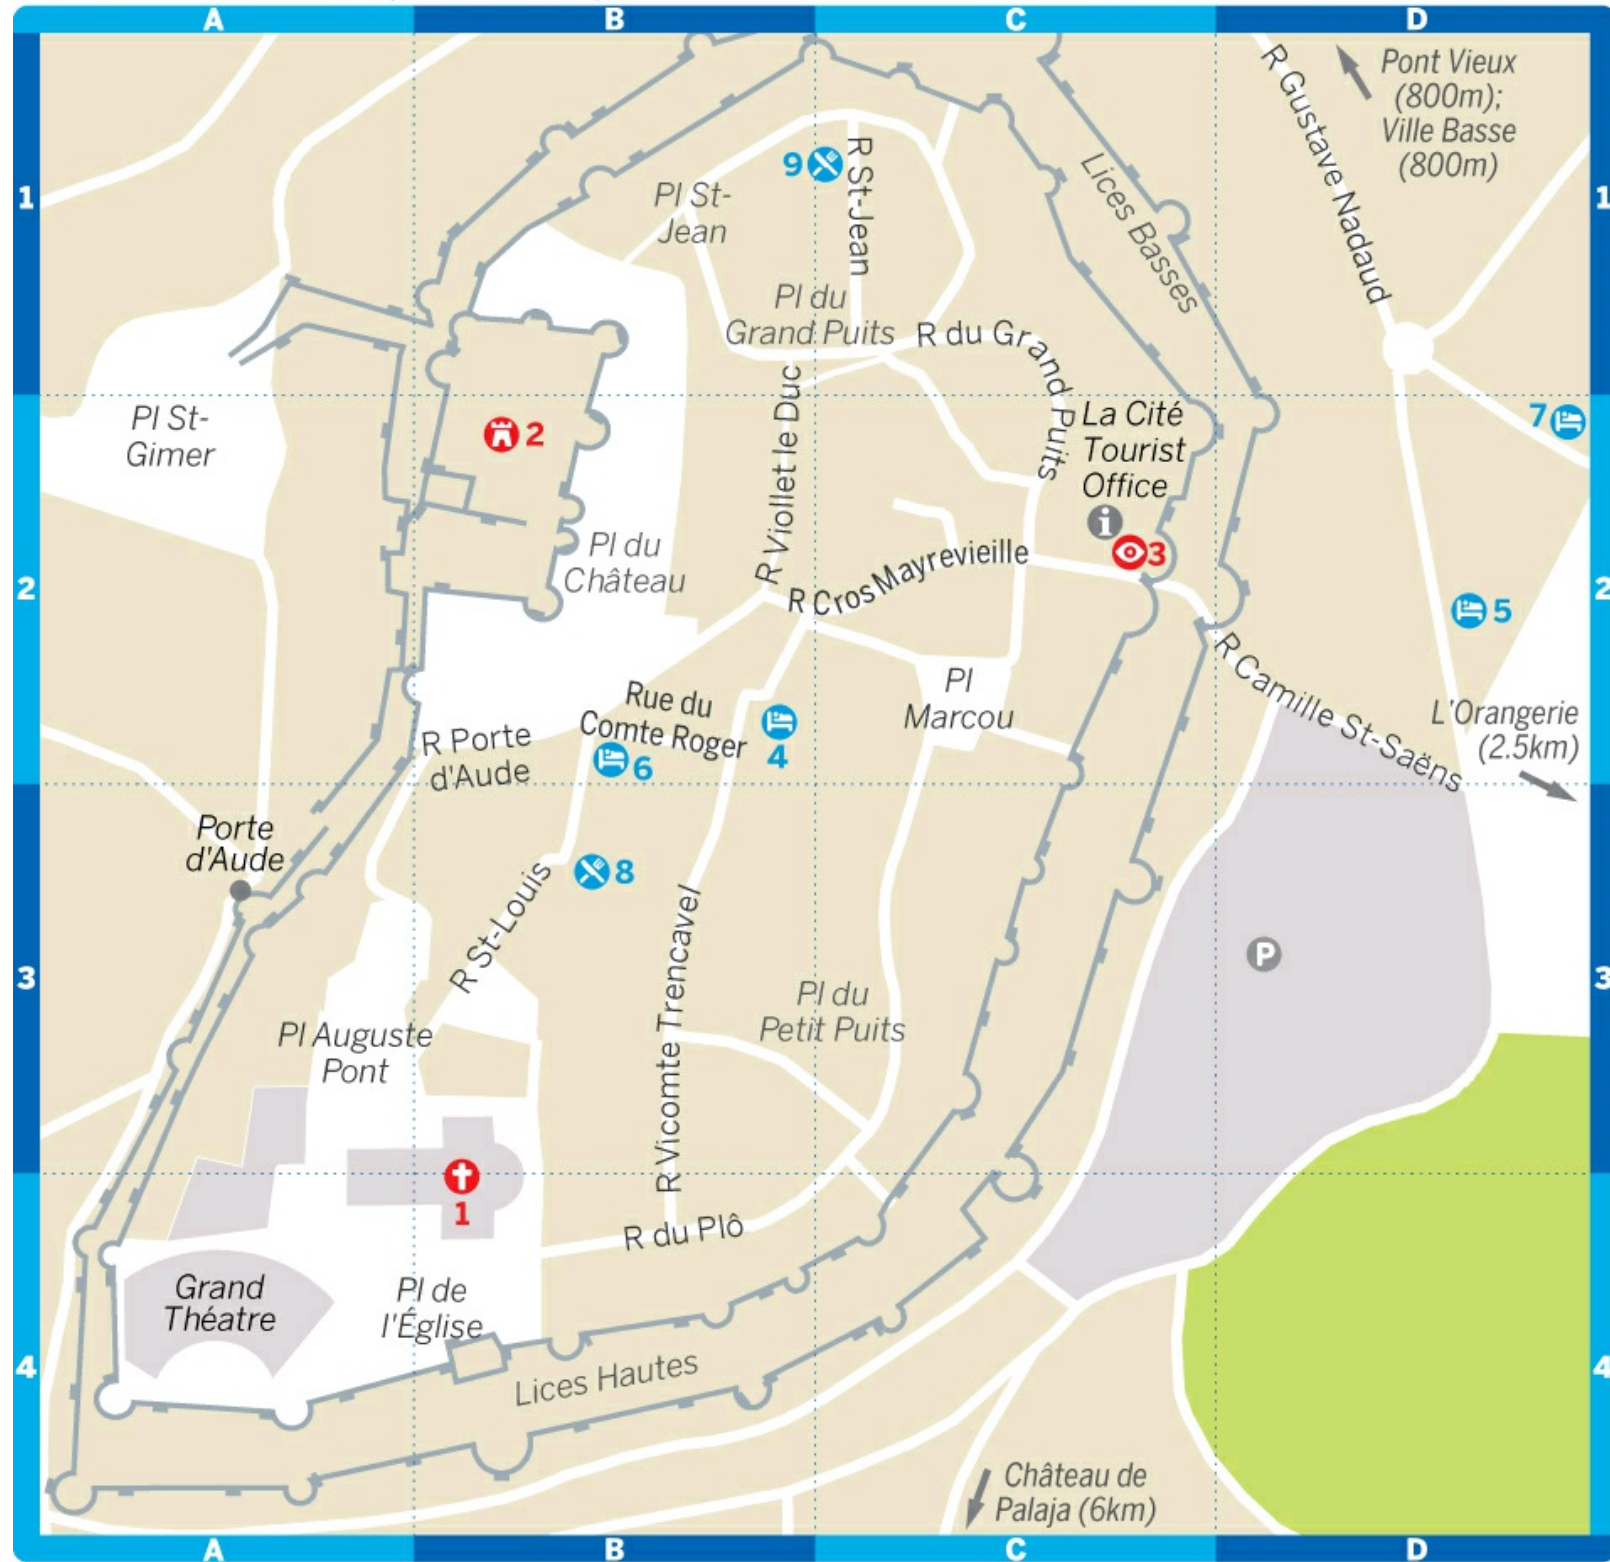 A
B
C
D
1
1
2
2
3
3
4
4
R Gustave Nadaud
Pont Vieux
(800m);
Ville Basse
(800m)
Lices Basses
9
R St-Jean
Pl St-
Jean
Pl du
Grand Puits
R du Grand Puits
Pl St-
Gimer
2
R Viollet le Duc
La Cité
Tourist
Office
i
3
7
Pl du
Château
R Cros Mayrevieille
5
R Camille St-Saëns
Pl
Marcou
L'Orangerie
(2.5km)
Rue du
Comte Roger
4
6
R Porte
d'Aude
Porte
d'Aude
8
R St-Louis
R Vicomte Trencavel
P
Pl du
Petit Puits
Pl Auguste
Pont
1
R du Plô
Grand
Théatre
Pl de
l'Église
Lices Hautes
Château de
Palaja (6km)
A
B
C
D